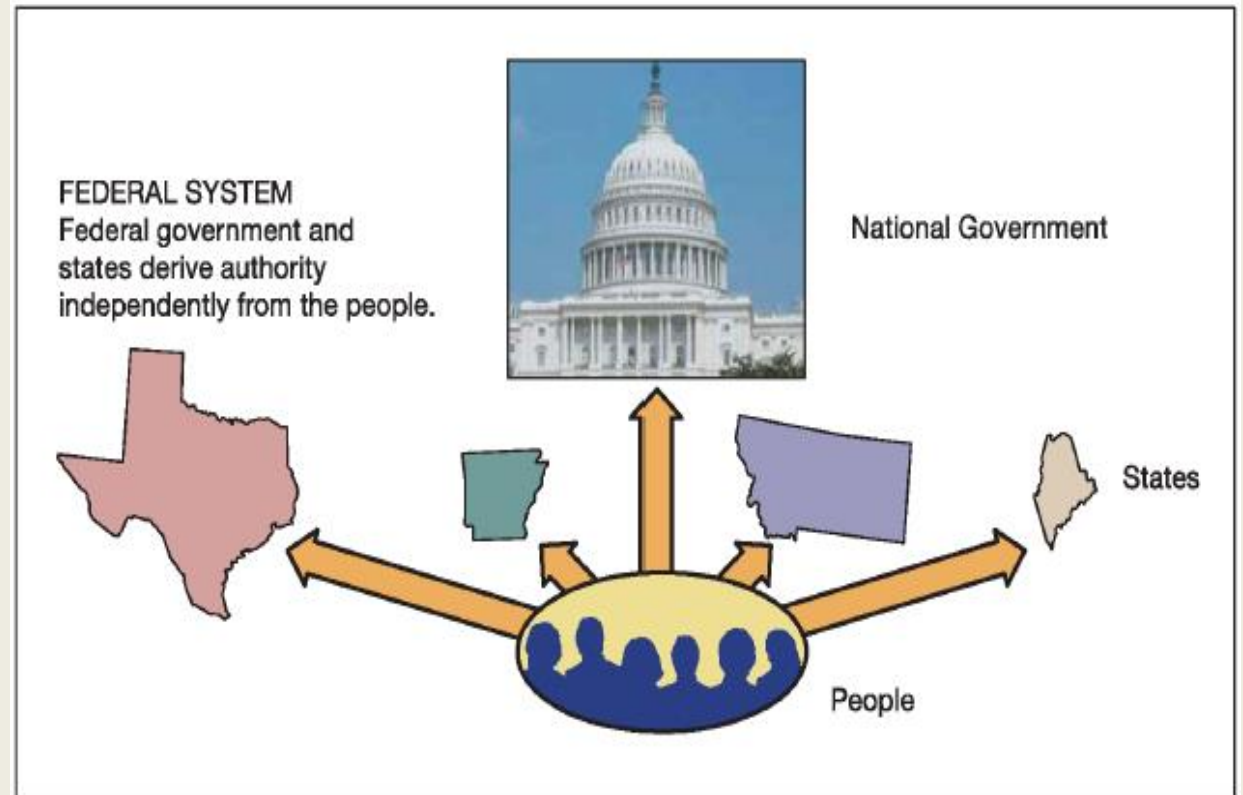 FEDERAL SYSTEM
Federal government and
states derive authority
independently from the people.
National Government
States
People